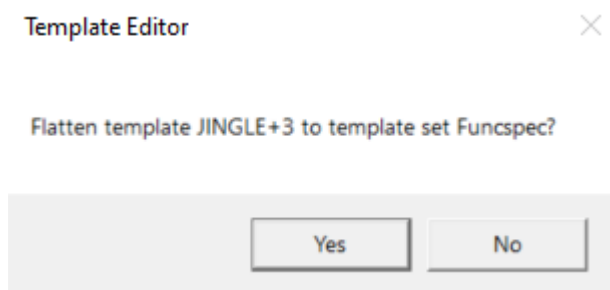 Template Editor
Flatten template JINGLE+3 to template set Funcspec?
Yes
No